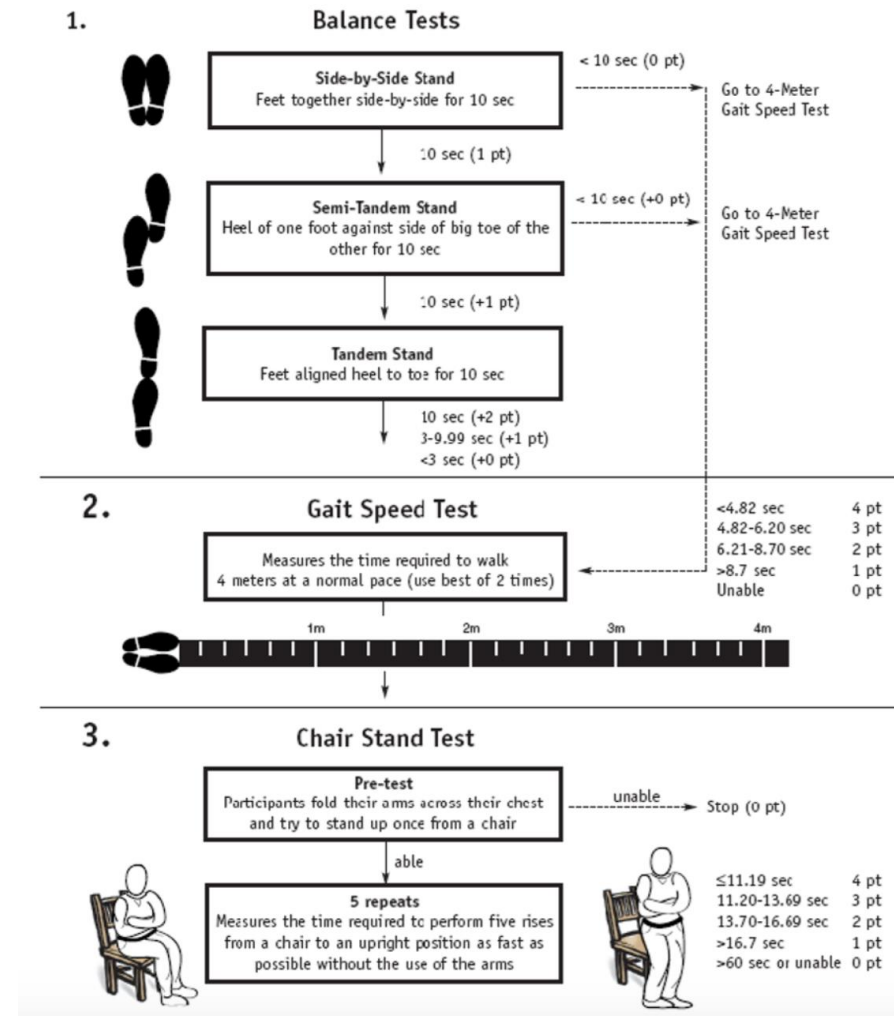 1.
Balance Tests
Side-by-Side Stand
Feet together side-by-side for 10 sec
< 10 sec (0 pt)
Go to 4-Meter
Gait Speed Test
10 sec (1 pt)
Semi-Tandem Stand
Heel of one foot against side of big toe of the
other for 10 sec
< 10 sec (+0 pt)
Go to 4-Meter
Gait Speed Test
10 sec (+1 pt)
Tandem Stand
Feet aligned heel to toe for 10 sec
10 sec (+2 pt)
3-9.99 sec (+1 pt)
<3 sec (+0 pt)
2.
Gait Speed Test
Measures the time required to walk
4 meters at a normal pace (use best of 2 times)
<4.82 sec 4 pt
4.82-6.20 sec 3 pt
6.21-8.70 sec 2 pt
>8.7 sec 1 pt
Unable 0 pt
1m 2m 3m 4m
3.
Chair Stand Test
Pre-test
Participants fold their arms across their chest
and try to stand up once from a chair
unable
Stop (0 pt)
able
5 repeats
Measures the time required to perform five rises
from a chair to an upright position as fast as
possible without the use of the arms
≤11.19 sec 4 pt
11.20-13.69 sec 3 pt
13.70-16.69 sec 2 pt
>16.7 sec 1 pt
>60 sec or unable 0 pt